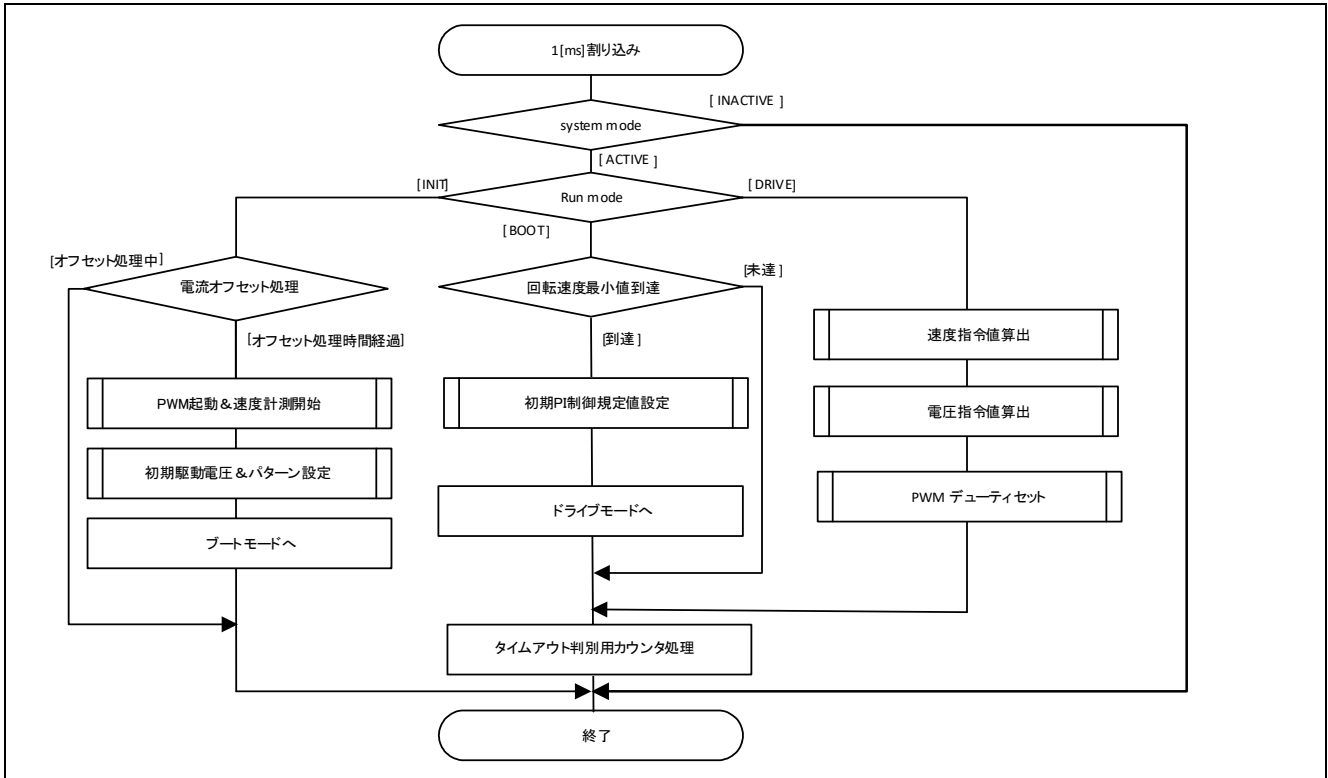 1[ms]割り込み
[ INACTIVE ]
system mode
[ ACTIVE ]
[INIT]
Run mode
[ DRIVE]
[ BOOT]
[オフセット処理中]
電流オフセット処理
回転速度最小値到達
[未達 ]
[オフセット処理時間経過]
[到達 ]
速度指令値算出
PWM起動&速度計測開始
初期PI制御規定値設定
電圧指令値算出
初期駆動電圧&パターン設定
PWM デューティセット
ドライブモードへ
ブートモードへ
タイムアウト判別用カウンタ処理
終了